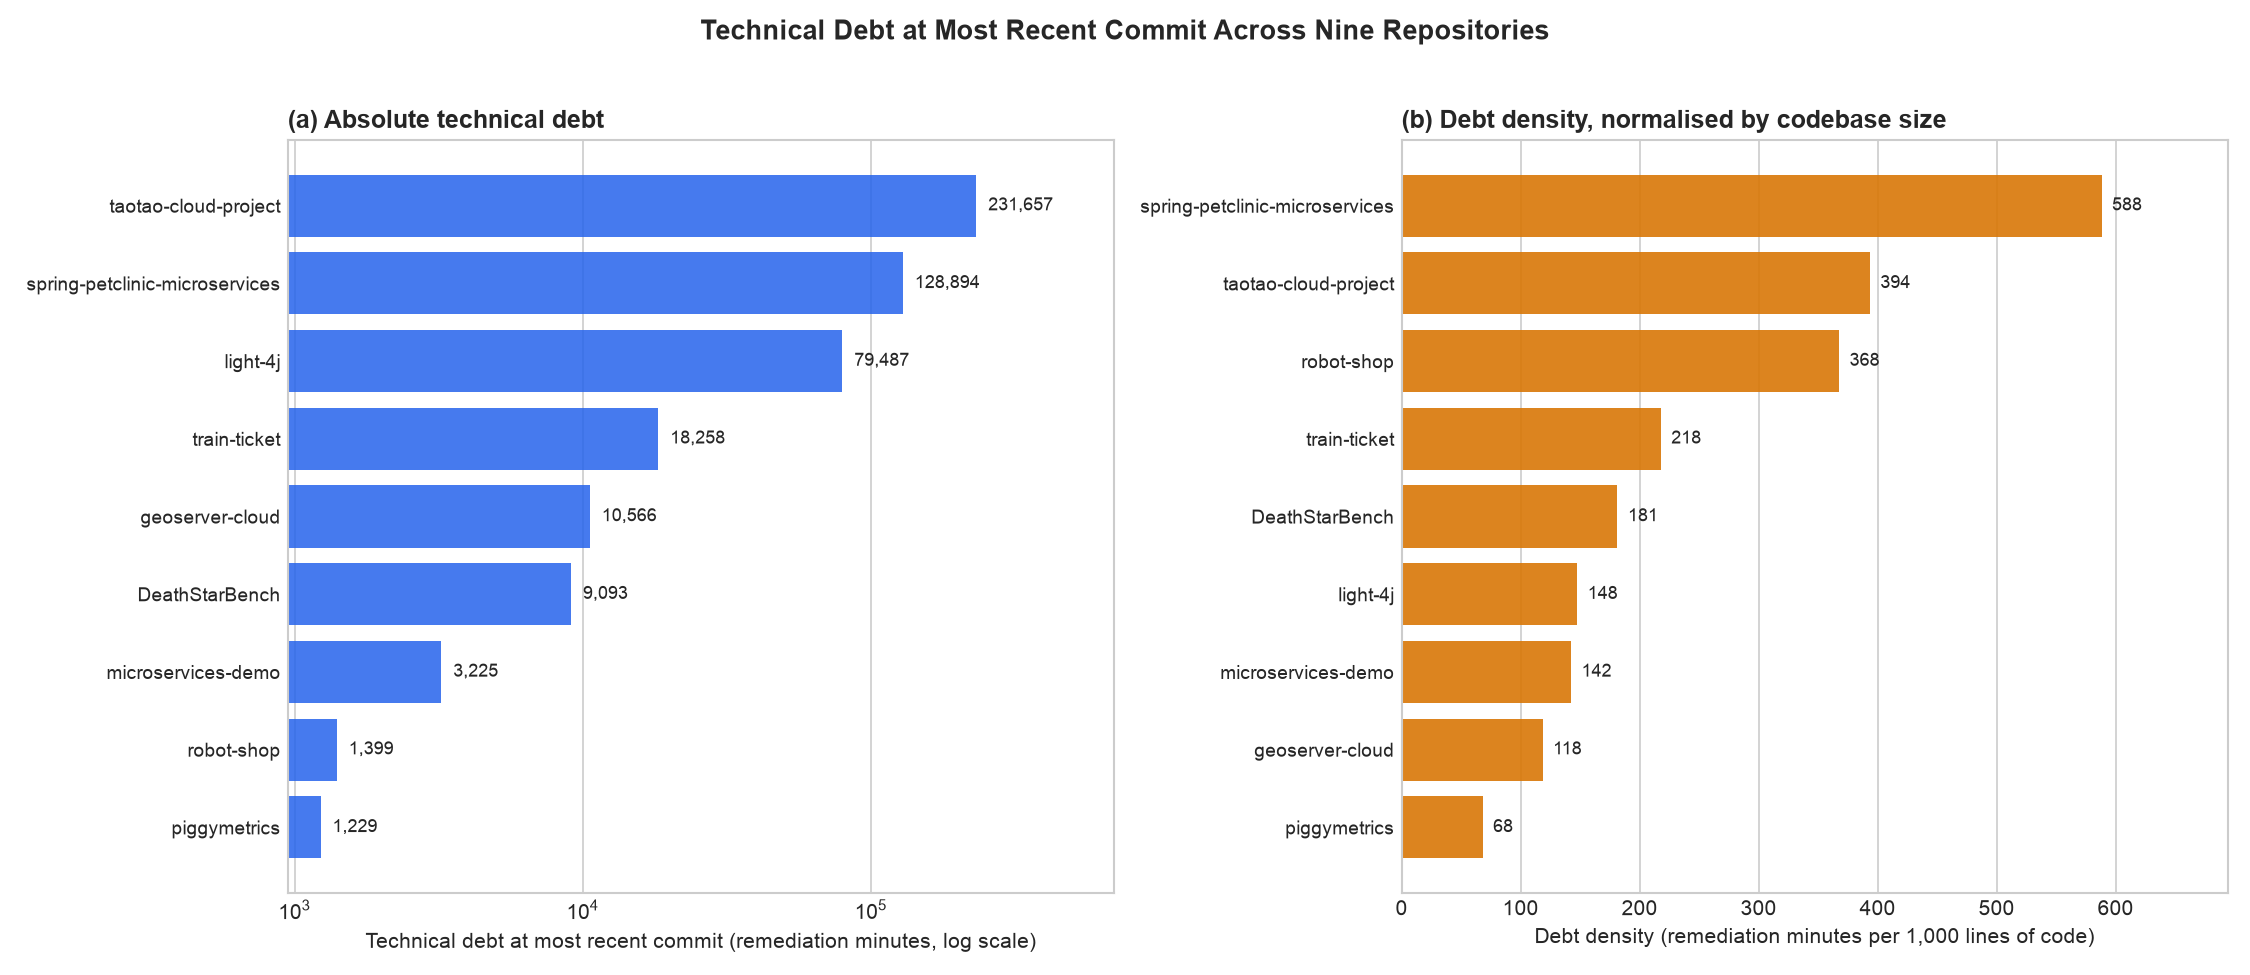 Technical Debt at Most Recent Commit Across Nine Repositories
(a) Absolute technical debt
taotao-cloud-project 231,657
spring-petclinic-microservices 128,894
light-4j 79,487
train-ticket 18,258
geoserver-cloud 10,566
DeathStarBench 9,093
microservices-demo 3,225
robot-shop 1,399
piggymetrics 1,229
10³ 10⁴ 10⁵
Technical debt at most recent commit (remediation minutes, log scale)
(b) Debt density, normalised by codebase size
spring-petclinic-microservices 588
taotao-cloud-project 394
robot-shop 368
train-ticket 218
DeathStarBench 181
light-4j 148
microservices-demo 142
geoserver-cloud 118
piggymetrics 68
0 100 200 300 400 500 600
Debt density (remediation minutes per 1,000 lines of code)